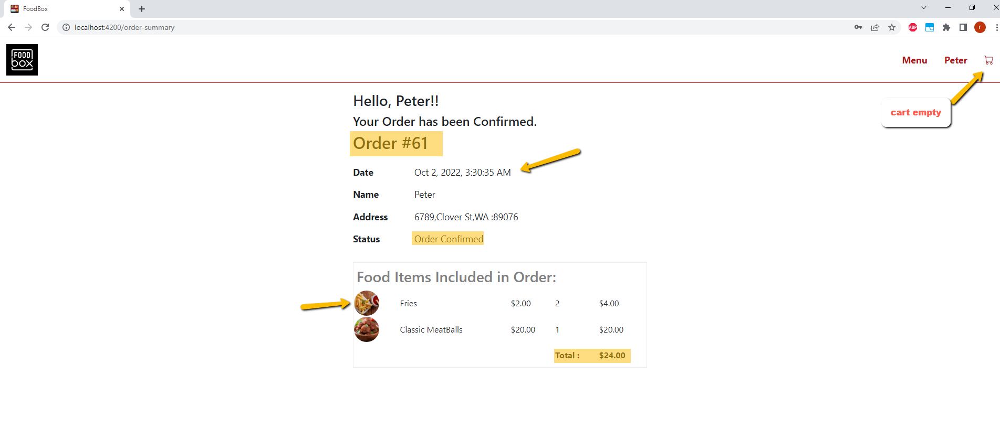 FoodBox
localhost:4200/order-summary
ABP
r
FOOD
box
Menu
Peter
cart empty
Hello, Peter!!
Your Order has been Confirmed.
Order #61
Date Oct 2, 2022, 3:30:35 AM
Name Peter
Address 6789,Clover St,WA :89076
Status Order Confirmed
Food Items Included in Order:
Fries $2.00 2 $4.00
Classic MeatBalls $20.00 1 $20.00
Total : $24.00